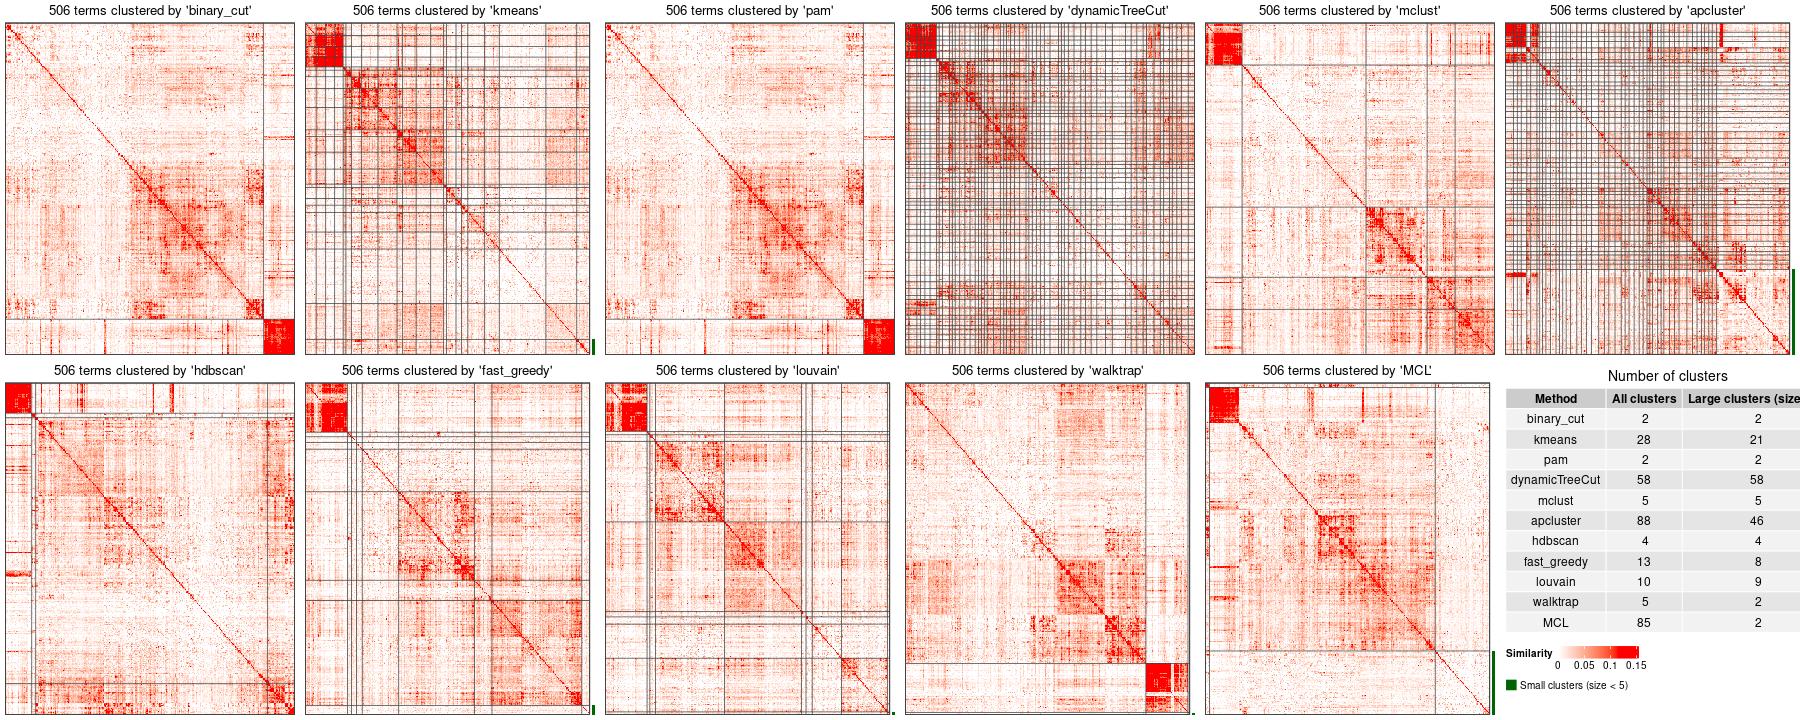 506 terms clustered by 'binary_cut'
506 terms clustered by 'kmeans'
506 terms clustered by 'pam'
506 terms clustered by 'dynamicTreeCut'
506 terms clustered by 'mclust'
506 terms clustered by 'apcluster'
506 terms clustered by 'hdbscan'
506 terms clustered by 'fast_greedy'
506 terms clustered by 'louvain'
506 terms clustered by 'walktrap'
506 terms clustered by 'MCL'
Number of clusters
Method All clusters Large clusters (size
binary_cut 2 2
kmeans 28 21
pam 2 2
dynamicTreeCut 58 58
mclust 5 5
apcluster 88 46
hdbscan 4 4
fast_greedy 13 8
louvain 10 9
walktrap 5 2
MCL 85 2
Similarity
0 0.05 0.1 0.15
Small clusters (size < 5)